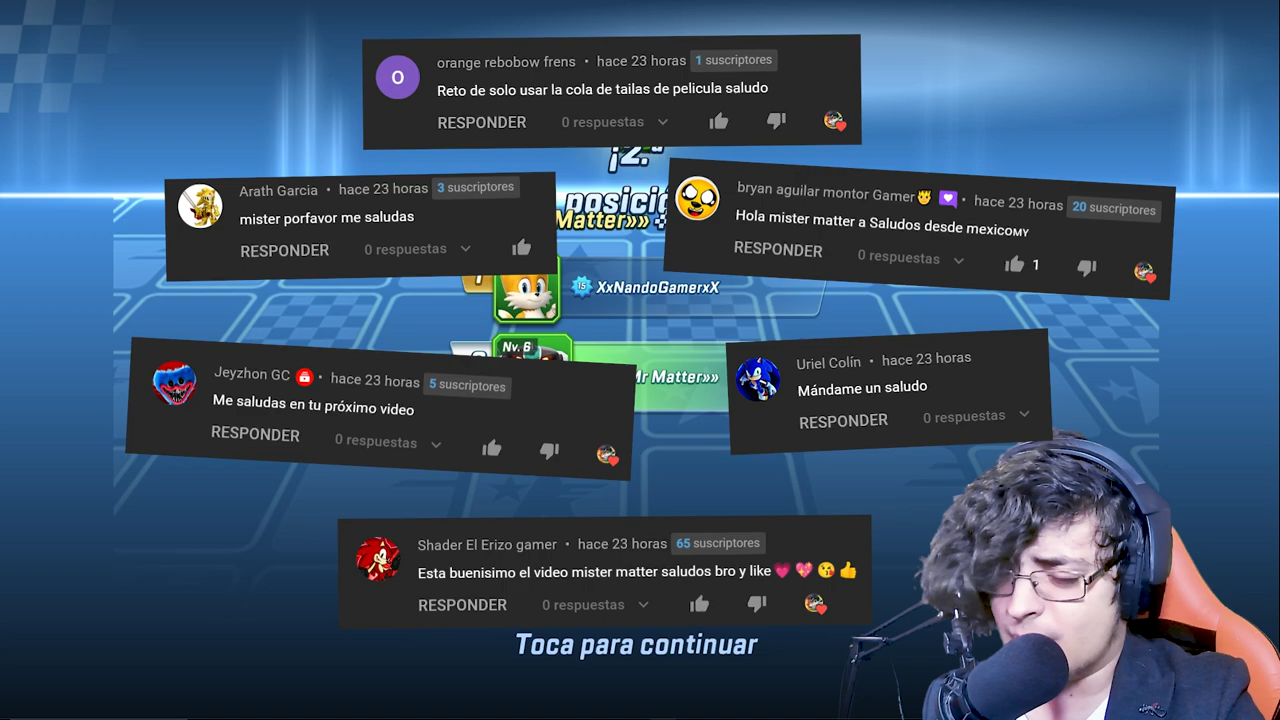 O
orange rebobow frens • hace 23 horas 1 suscriptores
Reto de solo usar la cola de tailas de pelicula saludo
RESPONDER 0 respuestas
¡2.ª
posició
Matter»»
Arath Garcia • hace 23 horas 3 suscriptores
mister porfavor me saludas
RESPONDER 0 respuestas
bryan aguilar montor Gamer • hace 23 horas 20 suscriptores
Hola mister matter a Saludos desde mexicoᴍʏ
RESPONDER 0 respuestas 1
15 XxNandoGamerxX
Nv. 6
Mr Matter»»
Jeyzhon GC • hace 23 horas 5 suscriptores
Me saludas en tu próximo video
RESPONDER 0 respuestas
Uriel Colín • hace 23 horas
Mándame un saludo
RESPONDER 0 respuestas
Shader El Erizo gamer • hace 23 horas 65 suscriptores
Esta buenisimo el video mister matter saludos bro y like💗💖😘👍
RESPONDER 0 respuestas
Toca para continuar